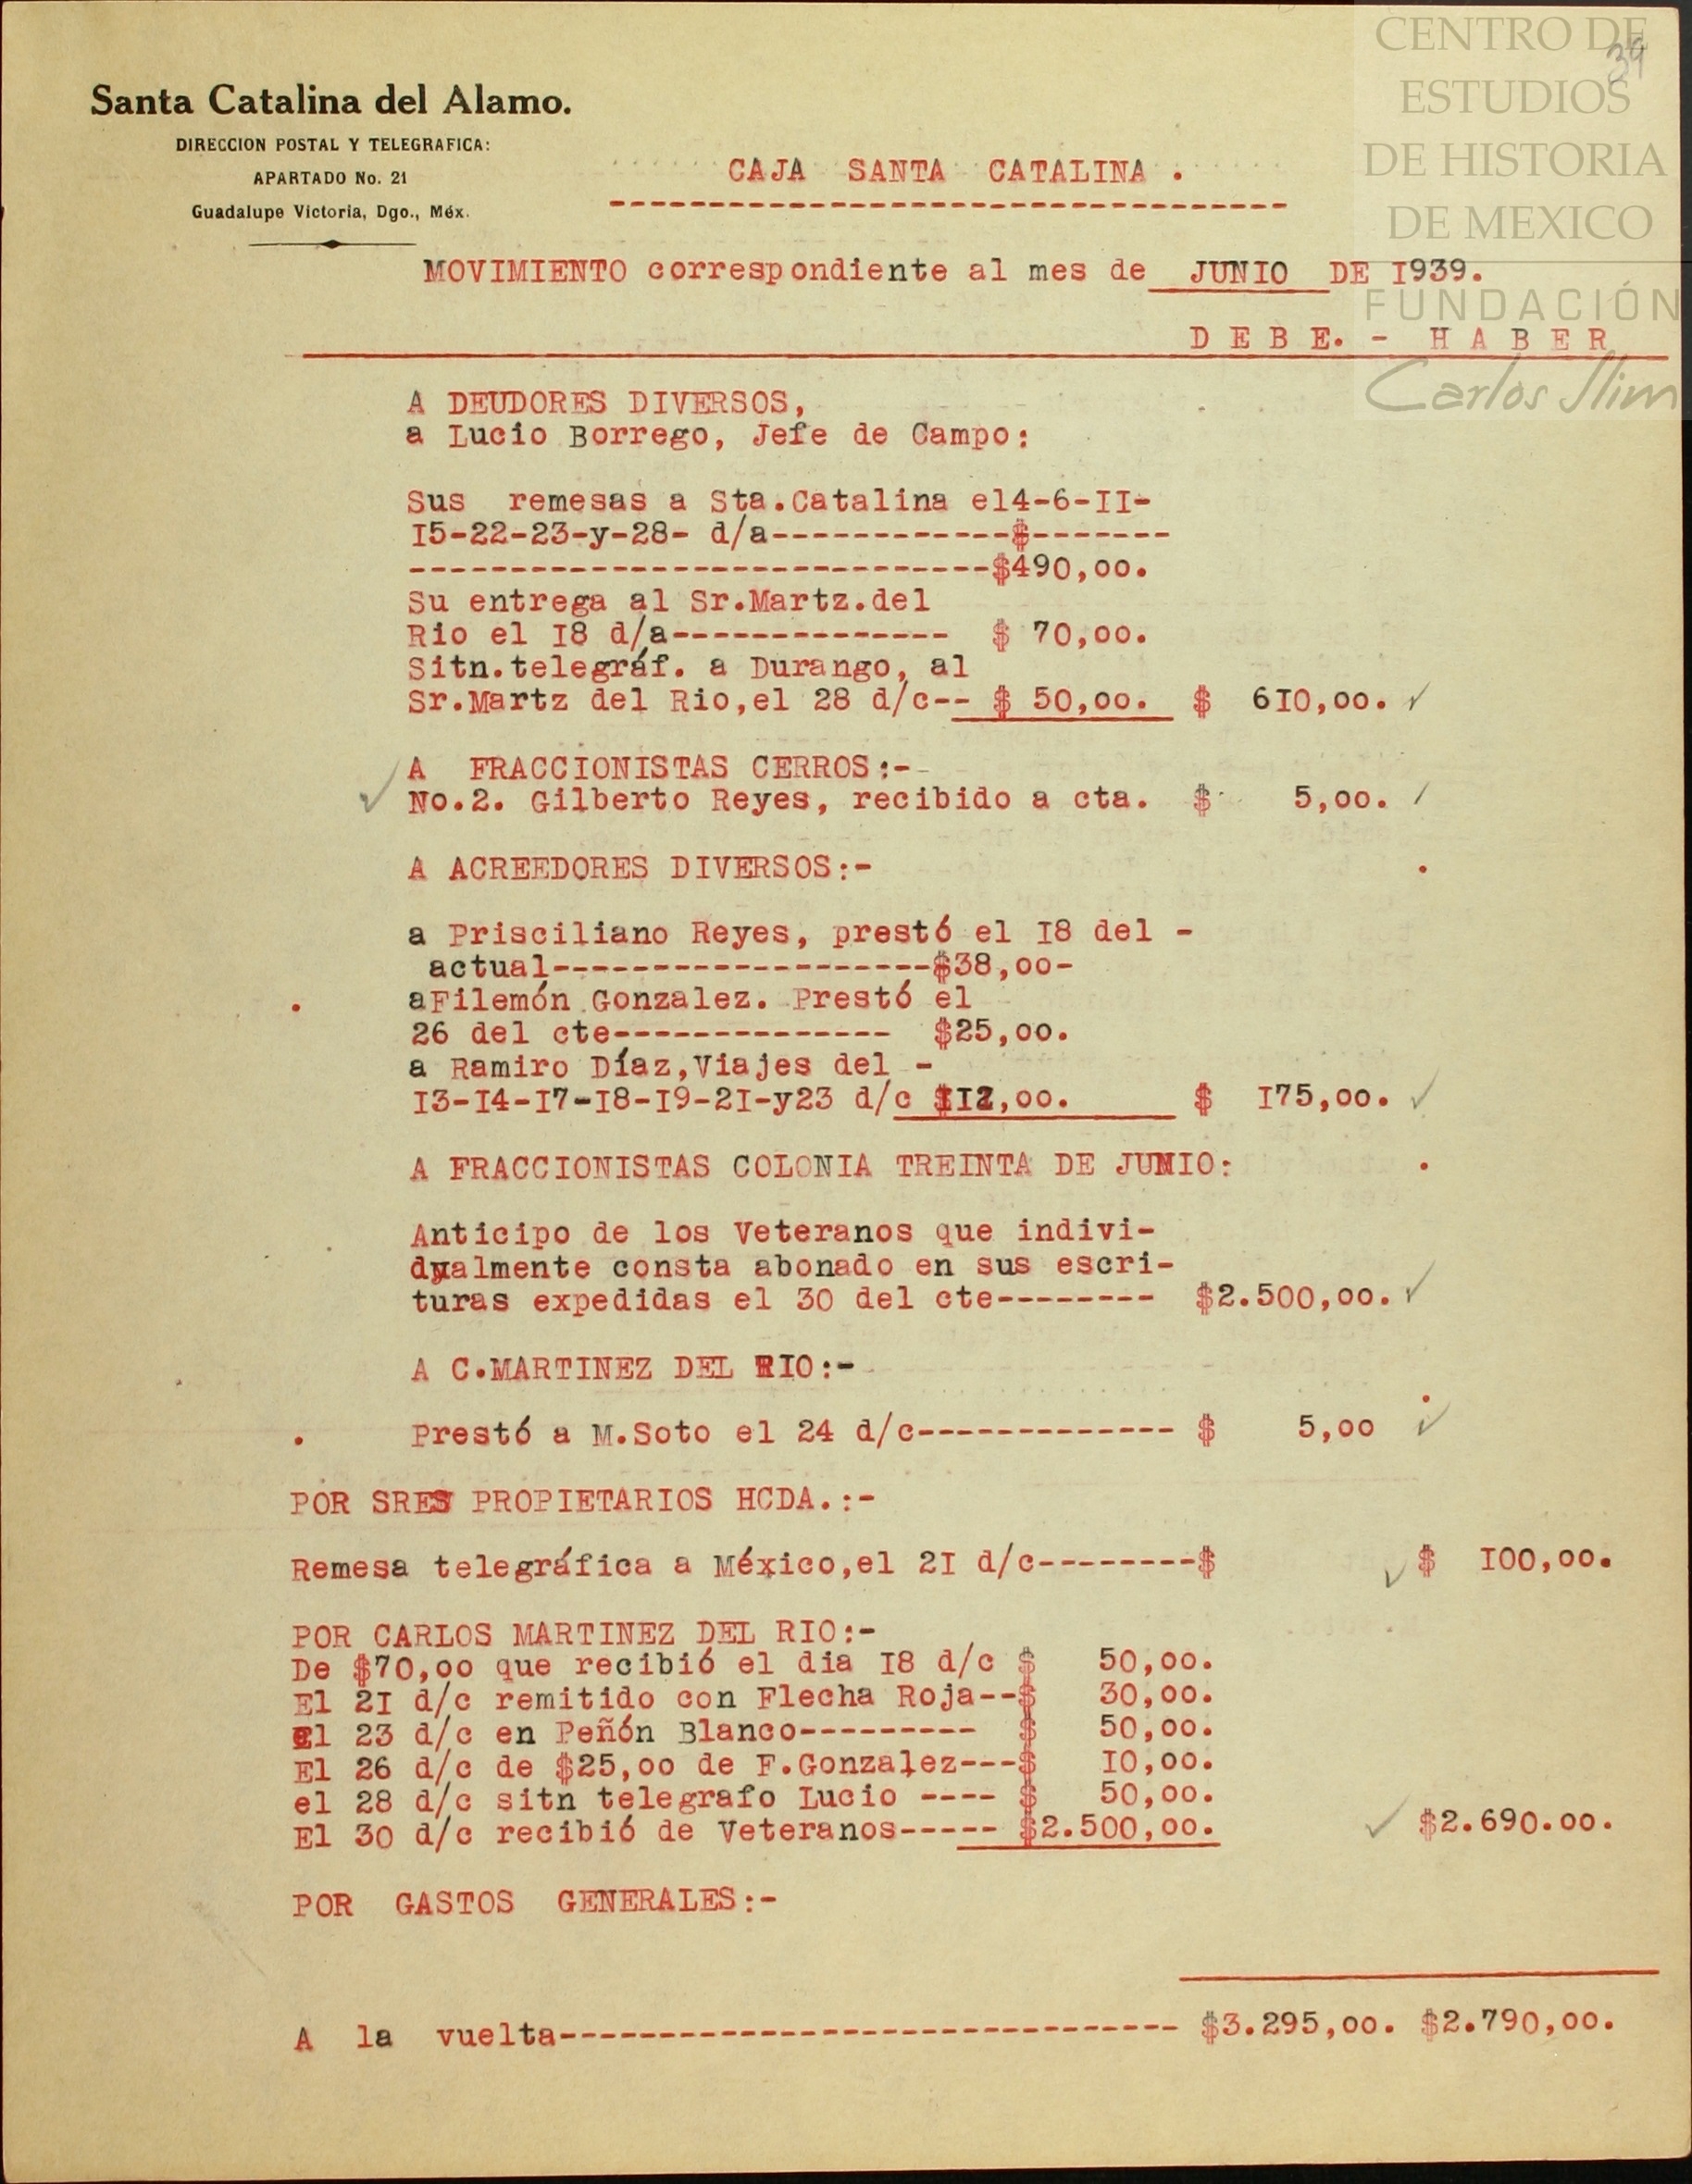 CENTRO DE
ESTUDIOS
DE HISTORIA
DE MEXICO
FUNDACIÓN
Carlos Slim
39
Santa Catalina del Alamo.
DIRECCION POSTAL Y TELEGRAFICA:
APARTADO No. 21
Guadalupe Victoria, Dgo., Méx.
CAJA SANTA CATALINA .
---------------------------------
MOVIMIENTO correspondiente al mes de JUNIO DE I939.
D E B E. - H A B E R
A DEUDORES DIVERSOS,
a Lucio Borrego, Jefe de Campo:
Sus remesas a Sta.Catalina el4-6-II-
I5-22-23-y-28- d/a------------$-------
-----------------------------$490,oo.
Su entrega al Sr.Martz.del
Rio el I8 d/a-------------- $ 70,oo.
Sitn.telegráf. a Durango, al
Sr.Martz del Rio,el 28 d/c-- $ 50,oo. $ 6I0,oo. ✓
A FRACCIONISTAS CERROS:--
✓ No.2. Gilberto Reyes, recibido a cta. $ 5,oo. /
A ACREEDORES DIVERSOS:-
a Prisciliano Reyes, prestó el I8 del -
actual-------------------$38,oo-
aFilemón Gonzalez. Prestó el
26 del cte-------------- $25,oo.
a Ramiro Díaz,Viajes del -
I3-I4-I7-I8-I9-2I-y23 d/c $II2,oo. $ I75,oo. ✓
A FRACCIONISTAS COLONIA TREINTA DE JUNIO:
Anticipo de los Veteranos que indivi-
dualmente consta abonado en sus escri-
turas expedidas el 30 del cte-------- $2.500,oo. ✓
A C.MARTINEZ DEL RIO:-
Prestó a M.Soto el 24 d/c------------- $ 5,oo ✓
POR SRES PROPIETARIOS HCDA.:-
Remesa telegráfica a México,el 2I d/c--------$ ✓ $ I00,oo.
POR CARLOS MARTINEZ DEL RIO:-
De $70,oo que recibió el dia I8 d/c $ 50,oo.
El 2I d/c remitido con Flecha Roja--$ 30,oo.
el 23 d/c en Peñón Blanco--------- $ 50,oo.
El 26 d/c de $25,oo de F.Gonzalez---$ I0,oo.
el 28 d/c sitn telegrafo Lucio ---- $ 50,oo.
El 30 d/c recibió de Veteranos----- $2.500,oo. ✓ $2.690.oo.
POR GASTOS GENERALES:-
A la vuelta------------------------------- $3.295,oo. $2.790,oo.